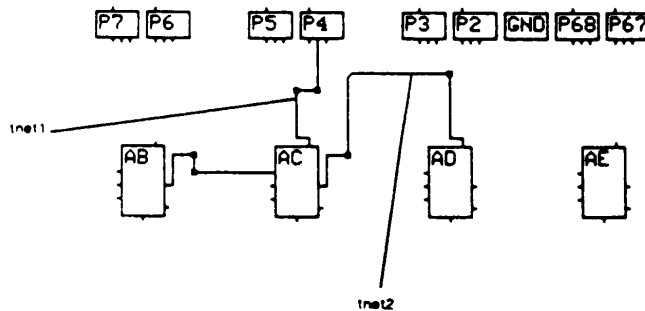 P7 P6 P5 P4 P3 P2 GND P68 P67
tnet1
AB AC AD AE
tnet2